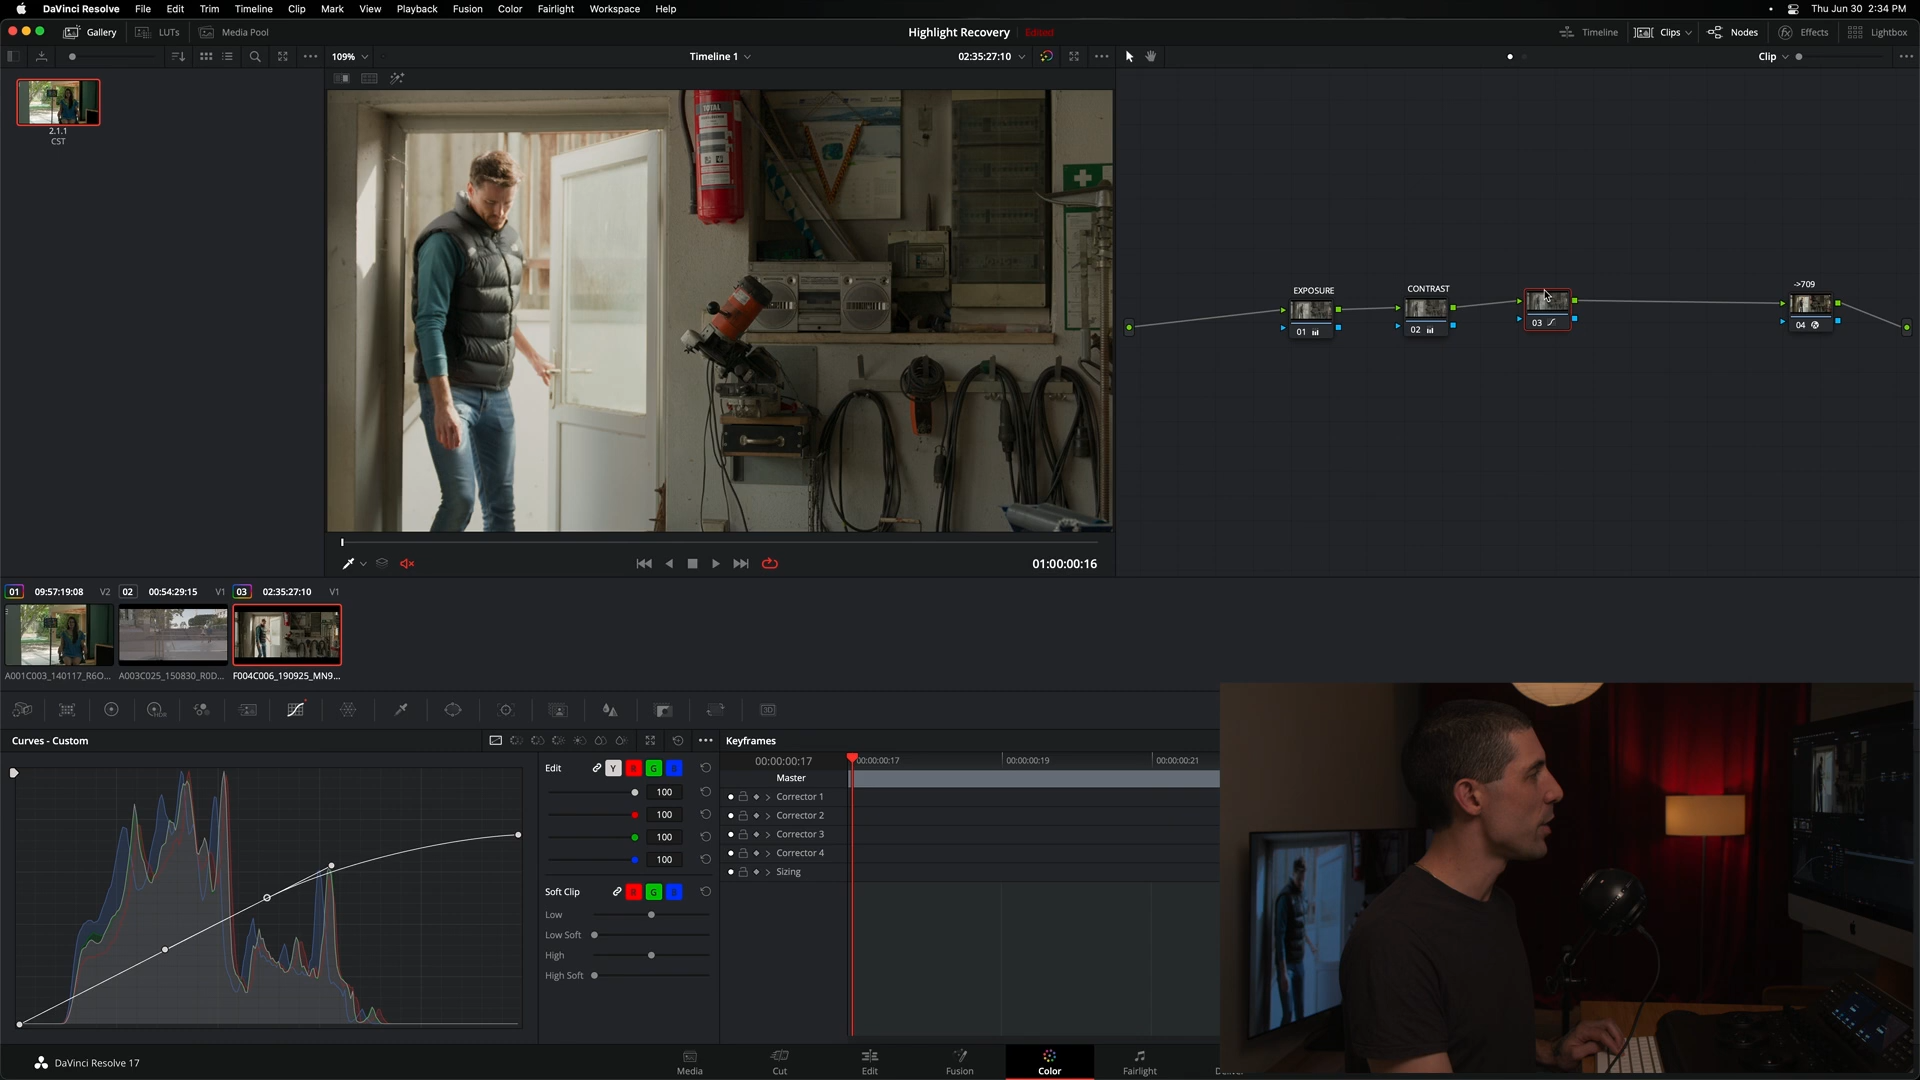 DaVinci Resolve File Edit Trim Timeline Clip Mark View Playback Fusion Color Fairlight Workspace Help Thu Jun 30 2:34 PM
Gallery LUTs Media Pool Highlight Recovery Edited Timeline Clips Nodes Effects Lightbox
109% Timeline 1 02:35:27:10 Clip
2.1.1
CST
TOTAL
EXPOSURE
01
CONTRAST
02
03
->709
04
01:00:00:16
01 09:57:19:08 V2 02 00:54:29:15 V1 03 02:35:27:10 V1
A001C003_140117_R6O... A003C025_150830_R0D... F004C006_190925_MN9...
HDR
3D
Curves - Custom
Edit Y R G B
100
100
100
100
Soft Clip R G B
Low
Low Soft
High
High Soft
Keyframes
00:00:00:17 00:00:00:17 00:00:00:19 00:00:00:21
Master
Corrector 1
Corrector 2
Corrector 3
Corrector 4
Sizing
DaVinci Resolve 17 Media Cut Edit Fusion Color Fairlight